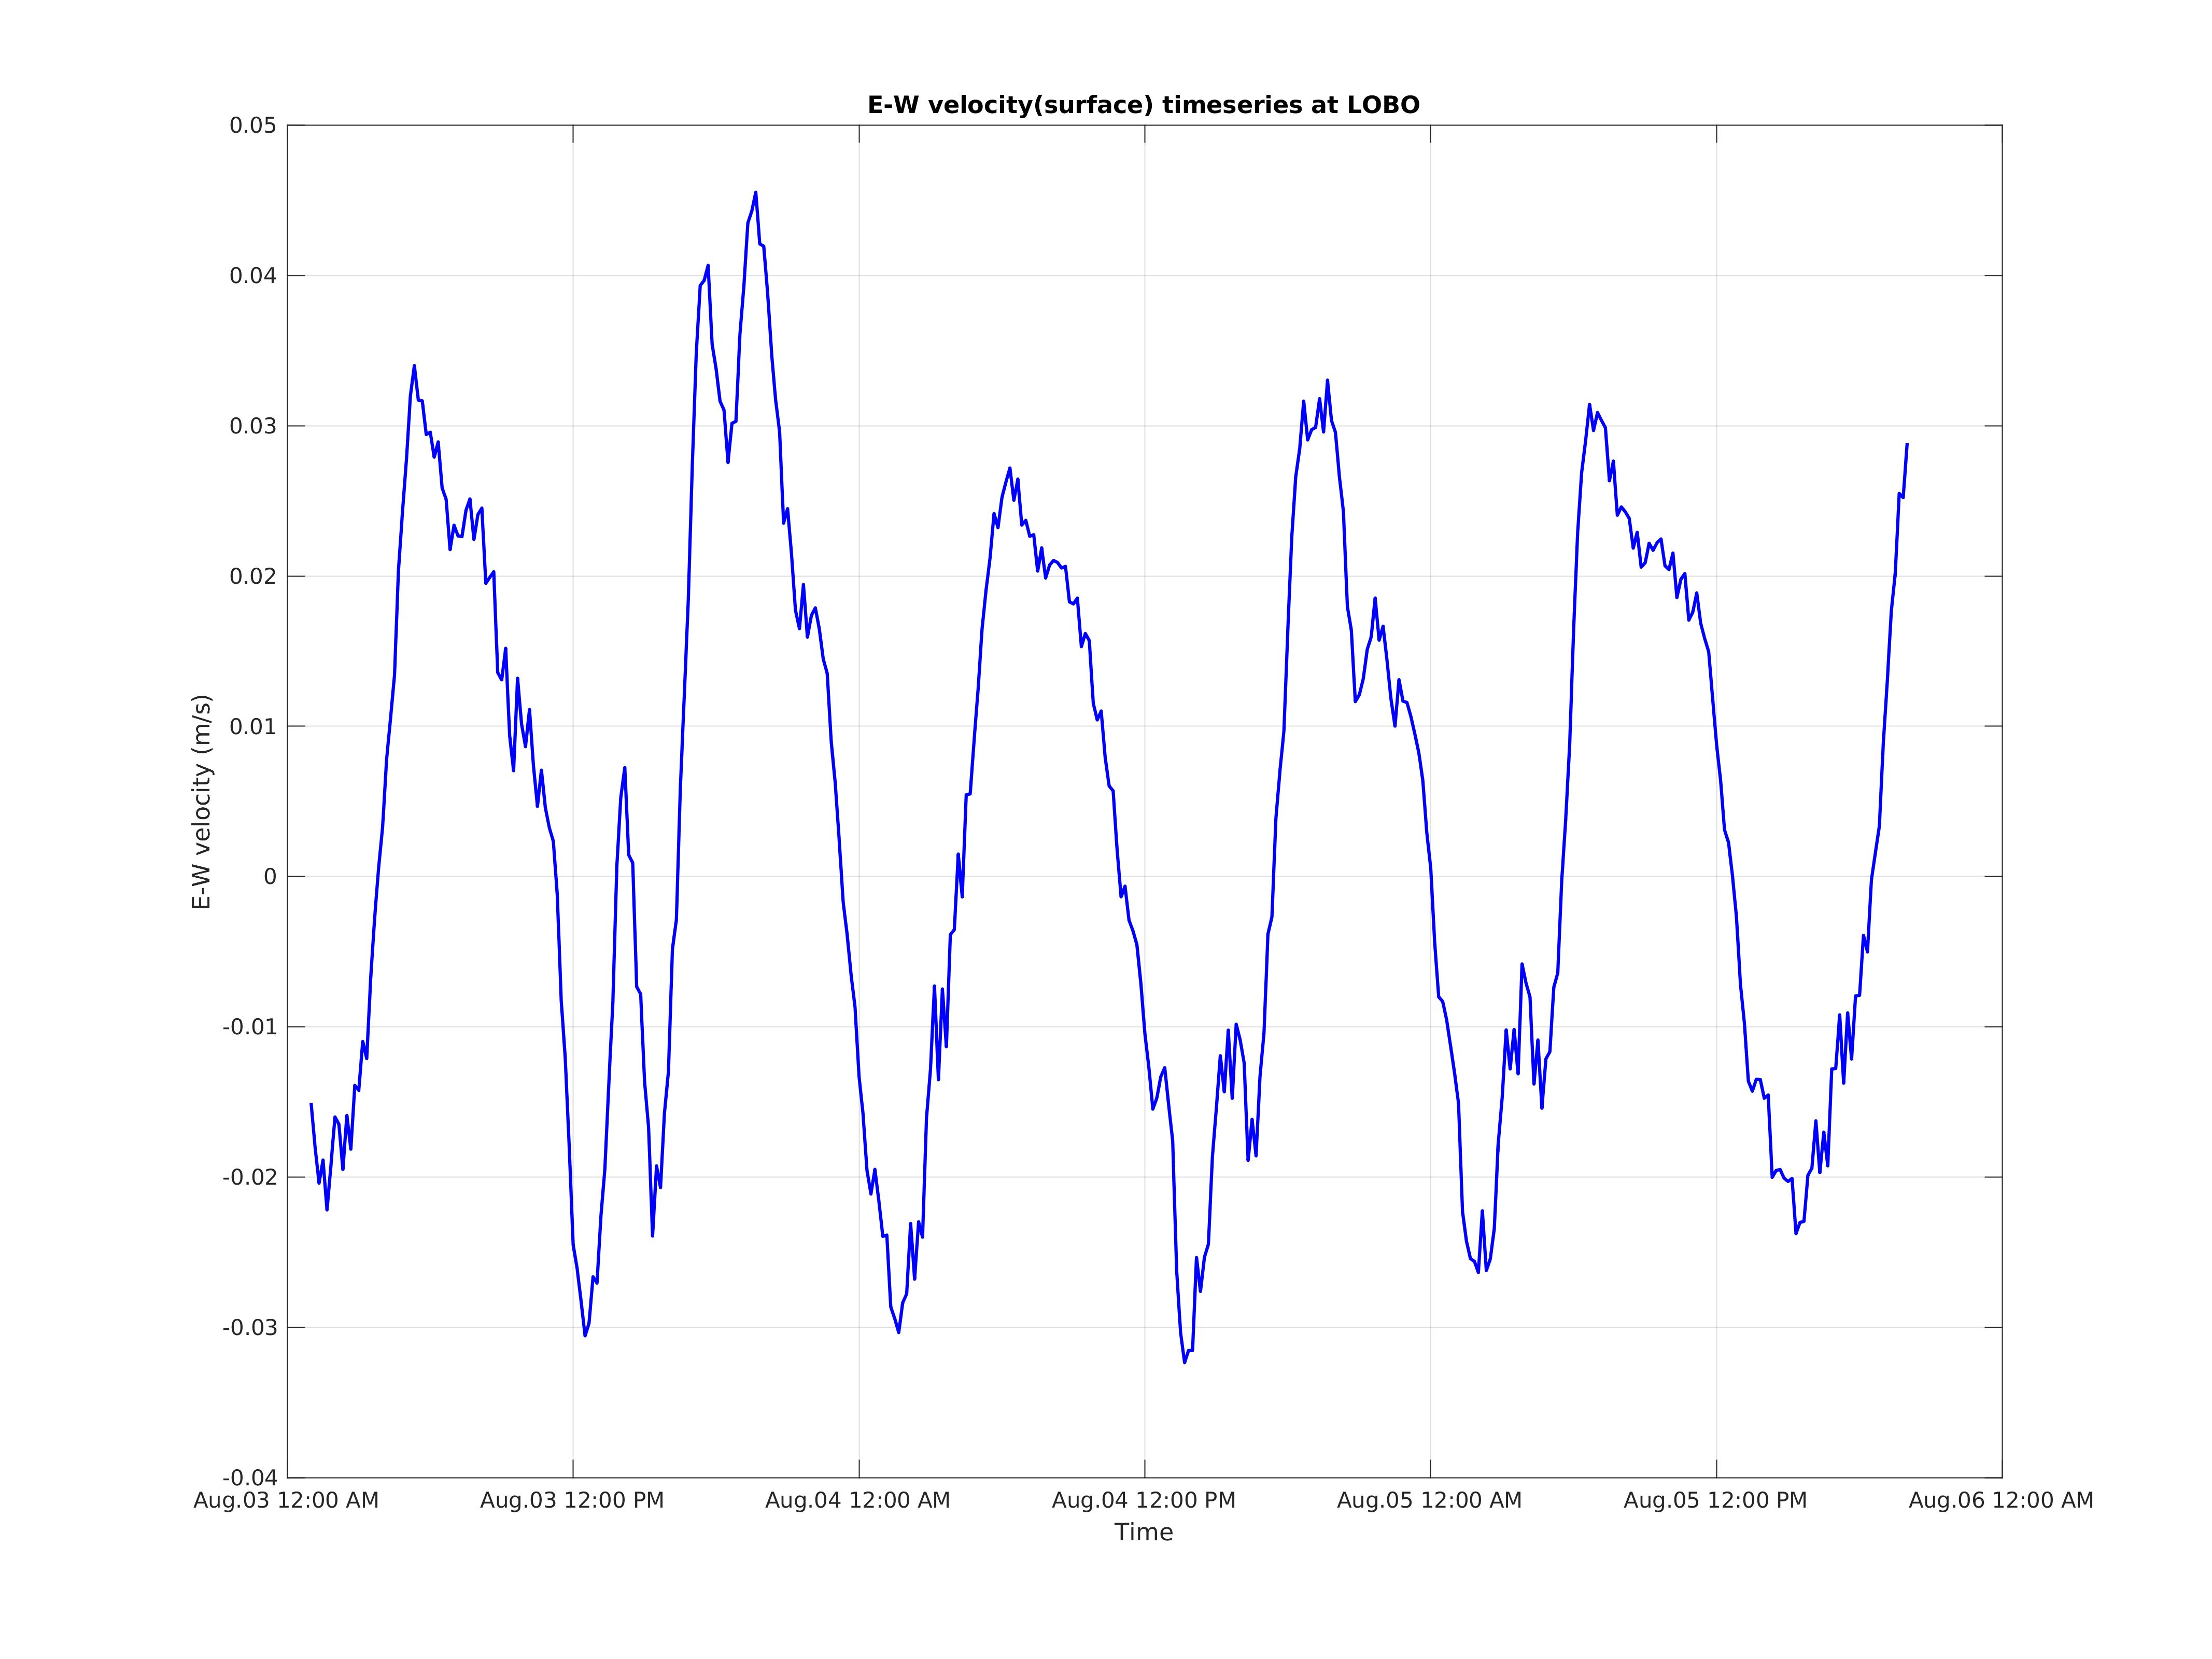 E-W velocity(surface) timeseries at LOBO
0.05
0.04
0.03
0.02
0.01
0
-0.01
-0.02
-0.03
-0.04
E-W velocity (m/s)
Aug.03 12:00 AM Aug.03 12:00 PM Aug.04 12:00 AM Aug.04 12:00 PM Aug.05 12:00 AM Aug.05 12:00 PM Aug.06 12:00 AM
Time